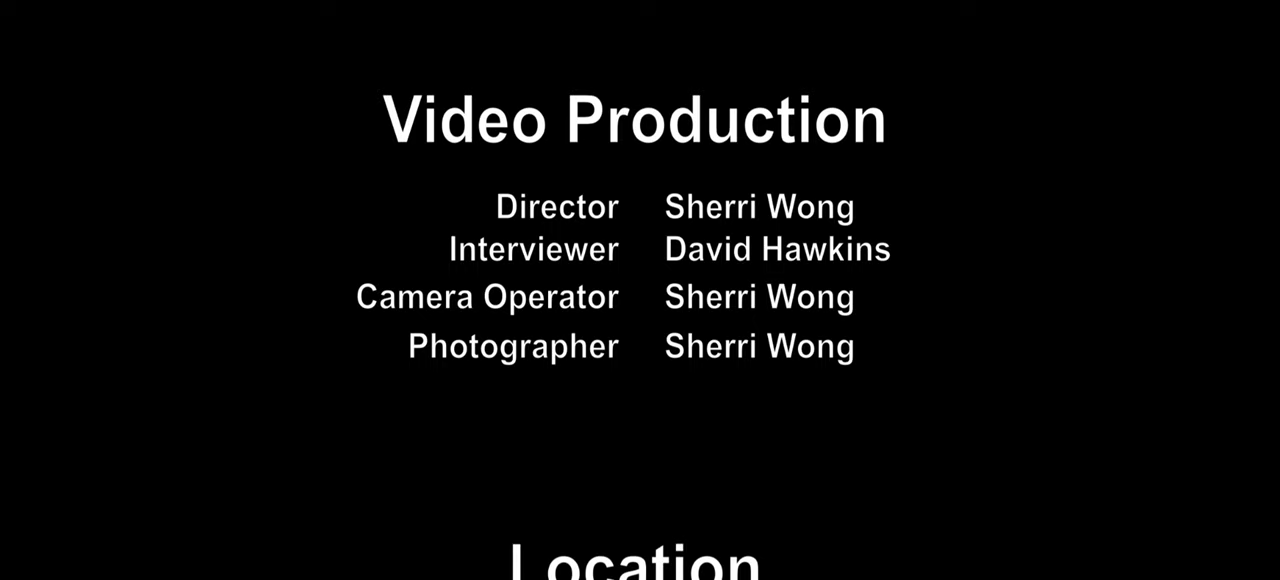 Video Production
Director Sherri Wong
Interviewer David Hawkins
Camera Operator Sherri Wong
Photographer Sherri Wong
Location